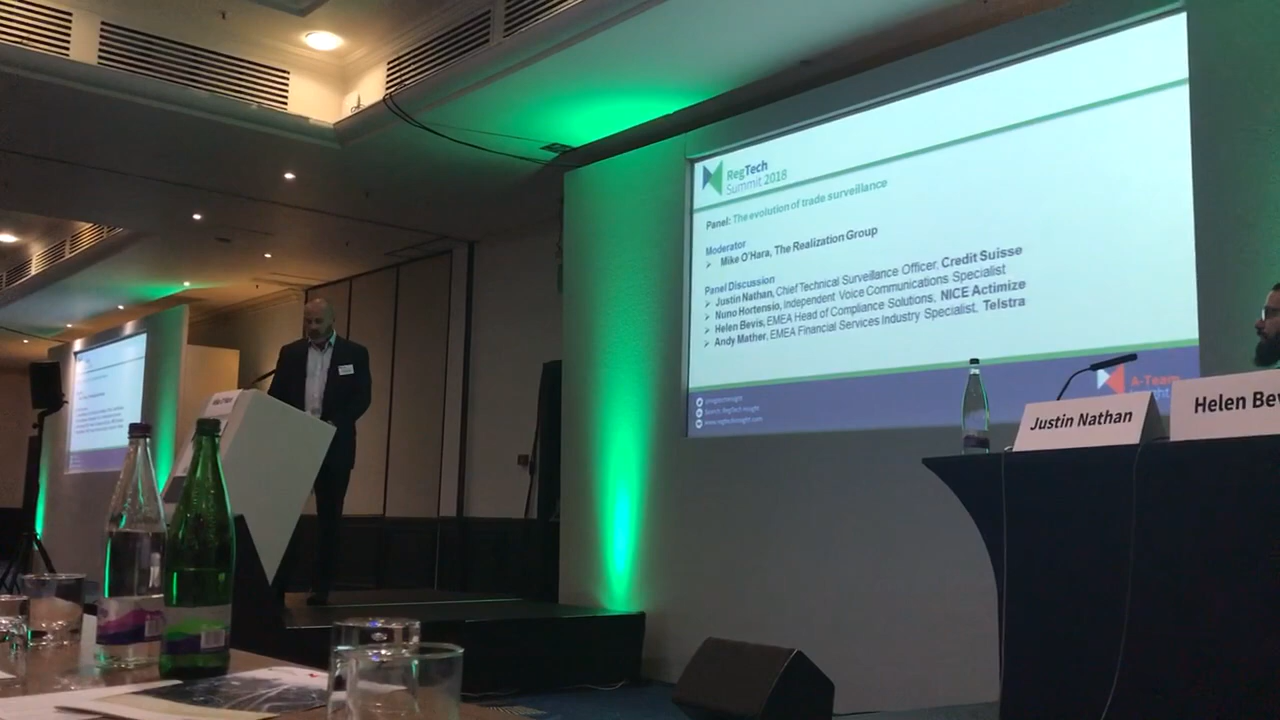 RegTech
Summit 2018
Panel: The evolution of trade surveillance
Moderator
Mike O'Hara, The Realization Group
Panel Discussion
Justin Nathan, Chief Technical Surveillance Officer, Credit Suisse
Nuno Hortensio, Independent Voice Communications Specialist
Helen Bevis, EMEA Head of Compliance Solutions, NICE Actimize
Andy Mather, EMEA Financial Services Industry Specialist, Telstra
A-Team
Justin Nathan
Helen Bev